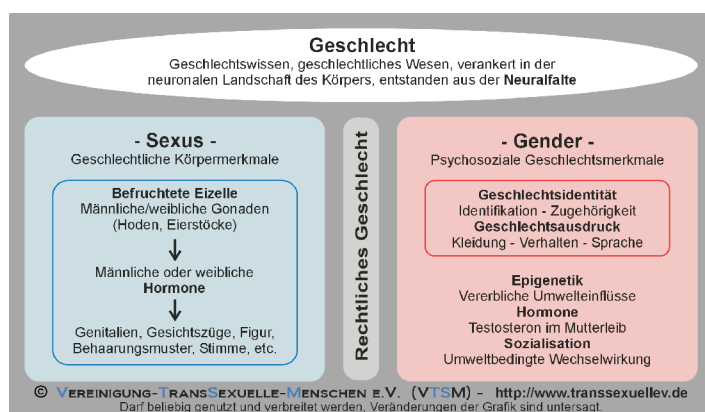 Geschlecht
Geschlechtswissen, geschlechtliches Wesen, verankert in der
neuronalen Landschaft des Körpers, entstanden aus der Neuralfalte
- Sexus -
Geschlechtliche Körpermerkmale
Befruchtete Eizelle
Männliche/weibliche Gonaden
(Hoden, Eierstöcke)
Männliche oder weibliche
Hormone
Genitalien, Gesichtszüge, Figur,
Behaarungsmuster, Stimme, etc.
Rechtliches Geschlecht
- Gender -
Psychosoziale Geschlechtsmerkmale
Geschlechtsidentität
Identifikation - Zugehörigkeit
Geschlechtsausdruck
Kleidung - Verhalten - Sprache
Epigenetik
Vererbliche Umwelteinflüsse
Hormone
Testosteron im Mutterleib
Sozialisation
Umweltbedingte Wechselwirkung
© VEREINIGUNG-TRANSSEXUELLE-MENSCHEN E.V. (VTSM) - http://www.transsexuellev.de
Darf beliebig genutzt und verbreitet werden, Veränderungen der Grafik sind untersagt.